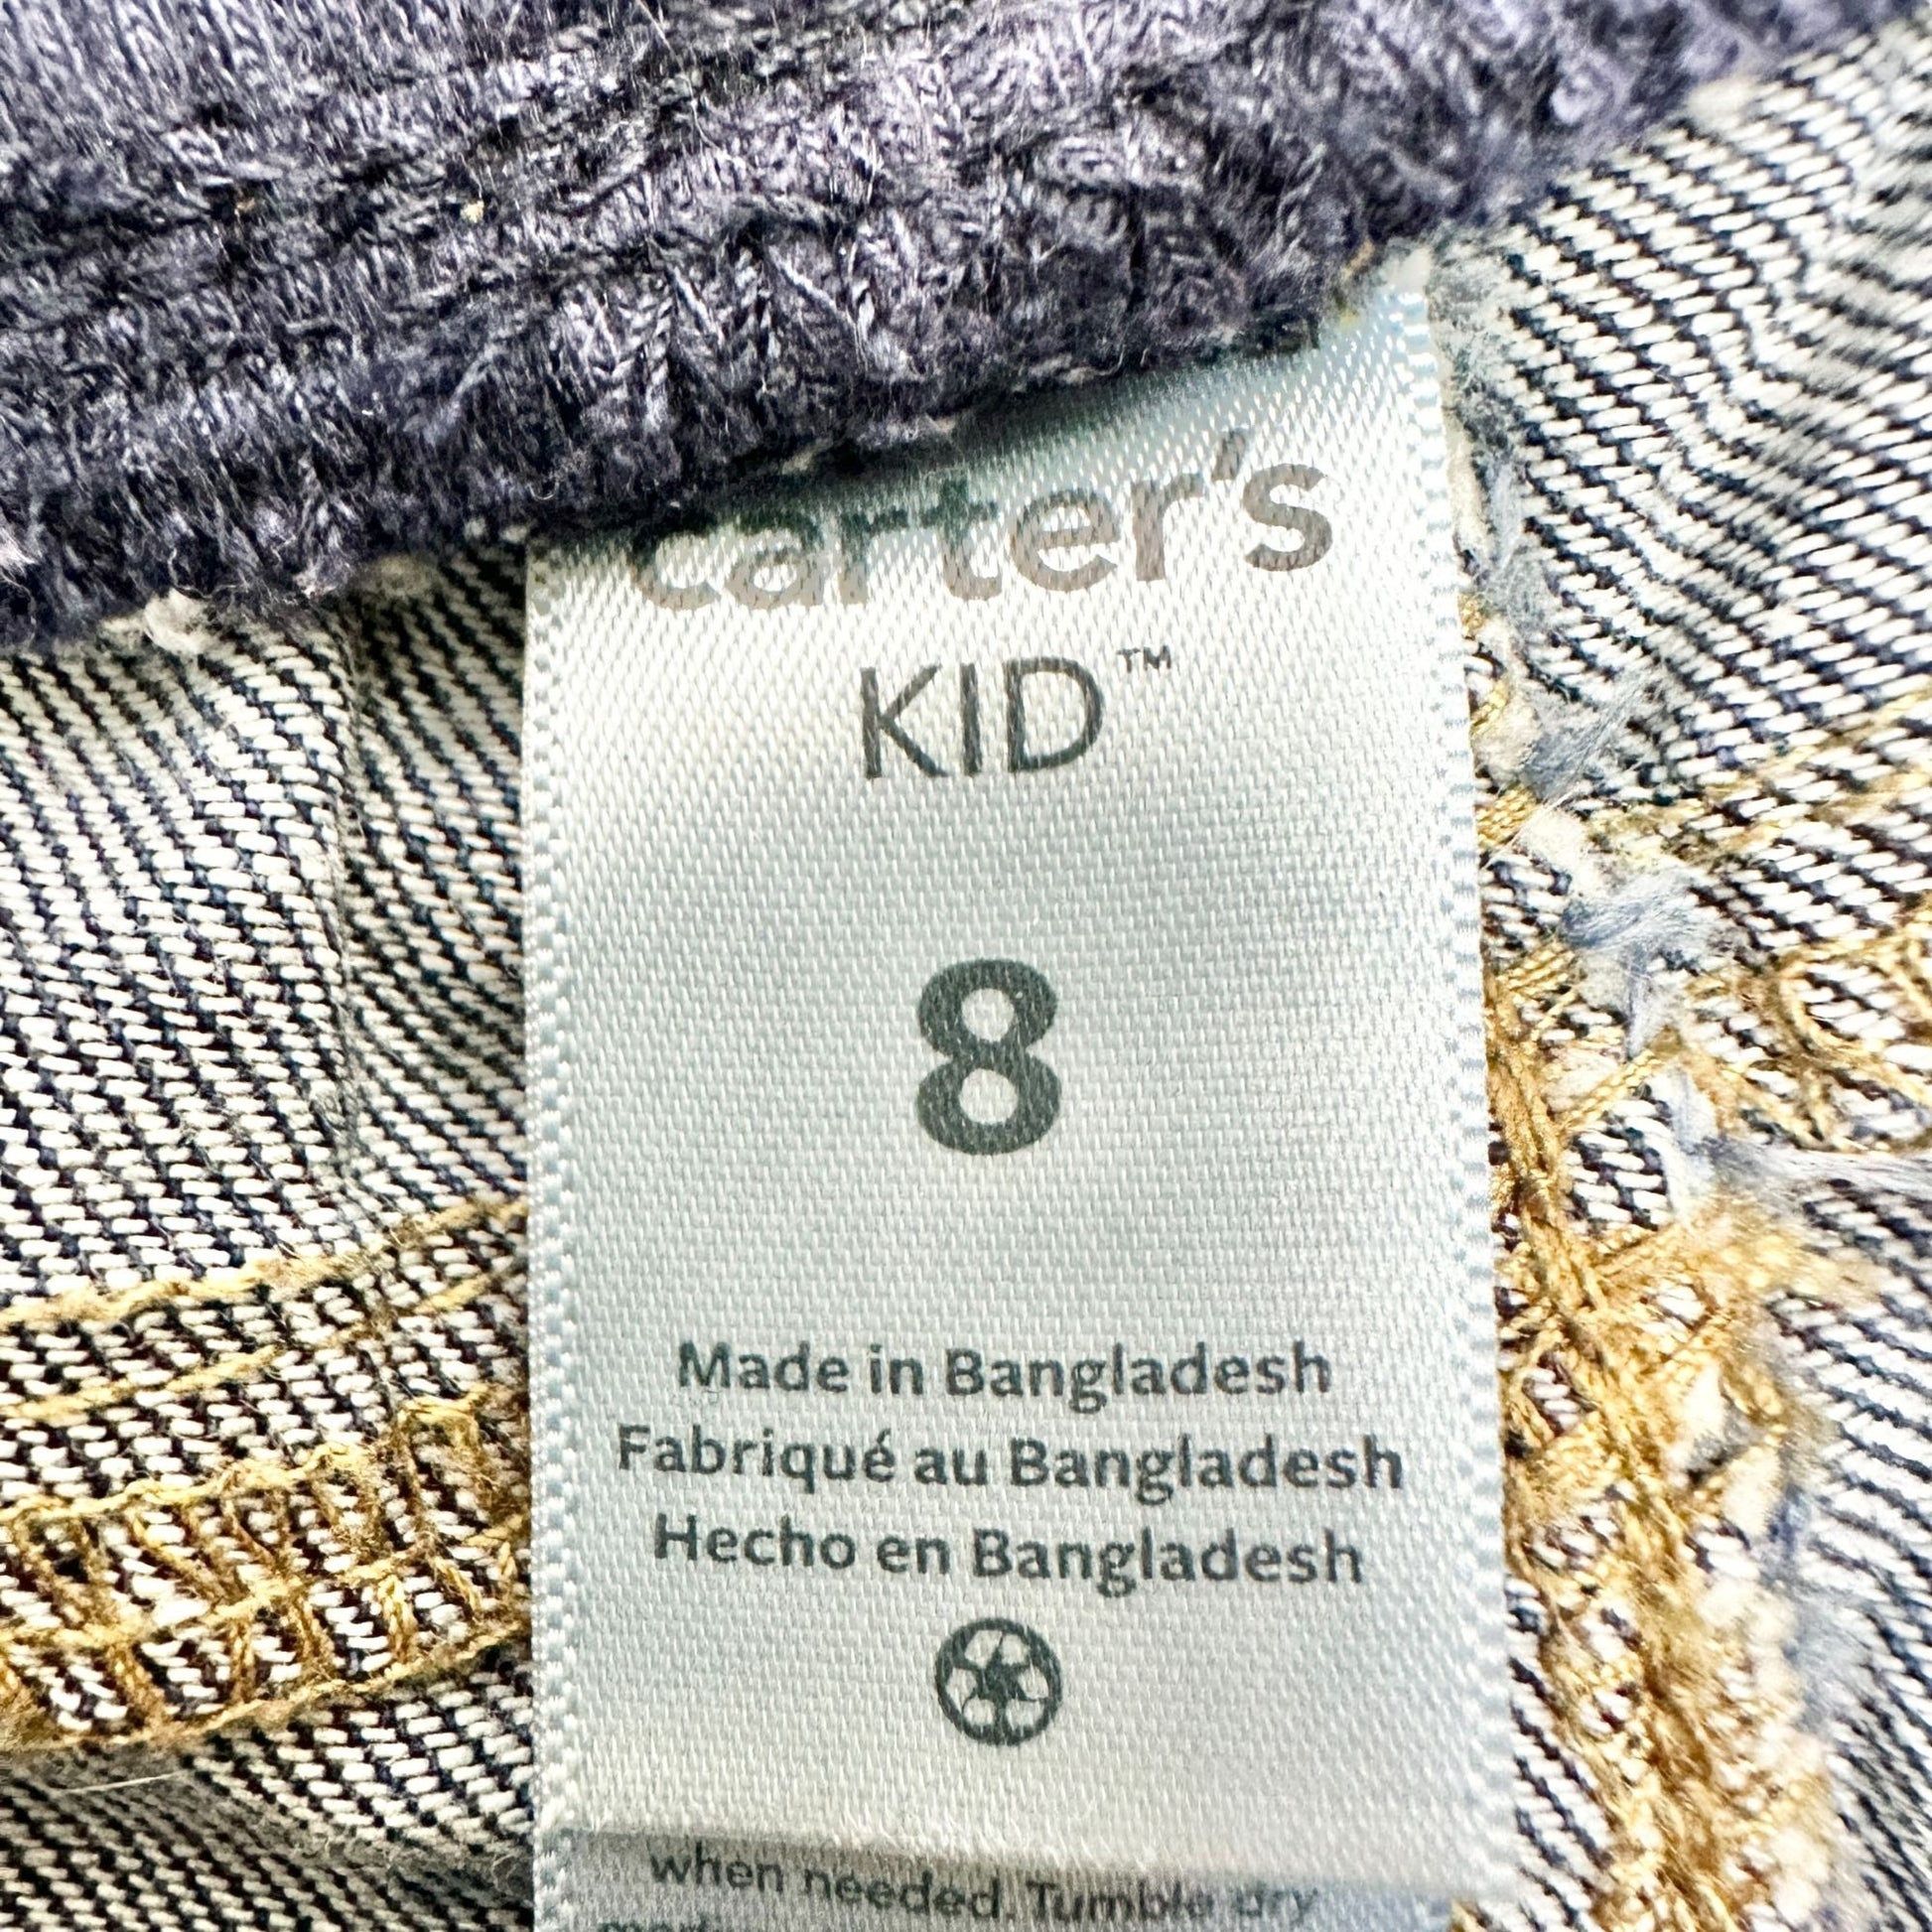 carter's
KID™
8
Made in Bangladesh
Fabriqué au Bangladesh
Hecho en Bangladesh
when needed. Tumble dry